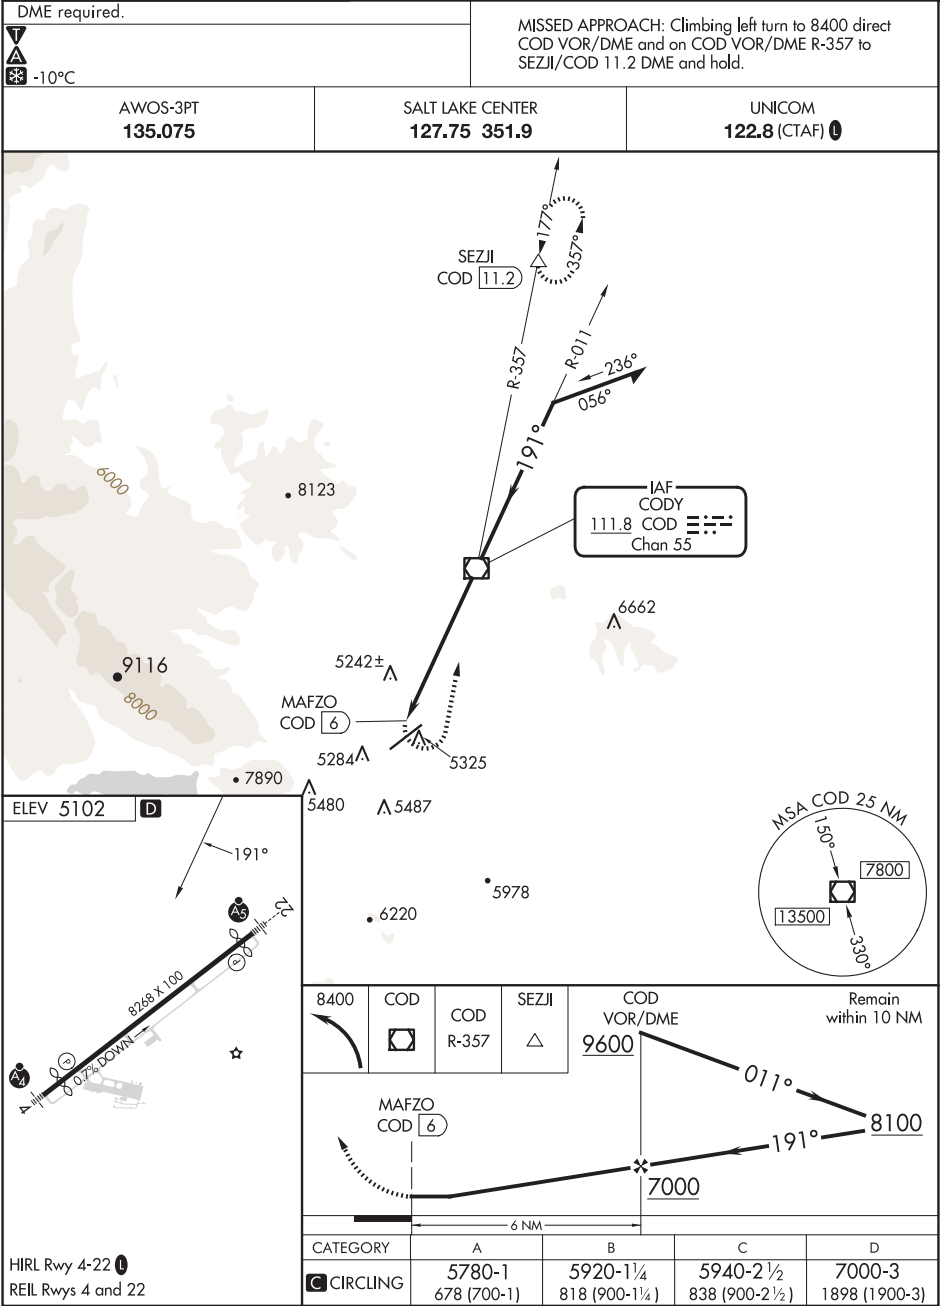 DME required.
T
A
-10°C
MISSED APPROACH: Climbing left turn to 8400 direct
COD VOR/DME and on COD VOR/DME R-357 to
SEZJI/COD 11.2 DME and hold.
AWOS-3PT
135.075
SALT LAKE CENTER
127.75 351.9
UNICOM
122.8 (CTAF) L
177°
357°
SEZJI
COD 11.2
R-357
R-011
236°
056°
191°
6000
8123
IAF
CODY
111.8 COD
Chan 55
6662
9116
8000
5242±
MAFZO
COD 6
5284
5325
7890
5480
5487
5978
6220
MSA COD 25 NM
150°
7800
13500
330°
ELEV 5102 D
191°
A5
22
P
8268 X 100
0.7% DOWN
P
A4
4
HIRL Rwy 4-22 L
REIL Rwys 4 and 22
8400
COD
COD
R-357
SEZJI
COD
VOR/DME
9600
Remain
within 10 NM
011°
8100
191°
7000
MAFZO
COD 6
6 NM
CATEGORY A B C D
C CIRCLING 5780-1 5920-1¼ 5940-2½ 7000-3
678 (700-1) 818 (900-1¼) 838 (900-2½) 1898 (1900-3)